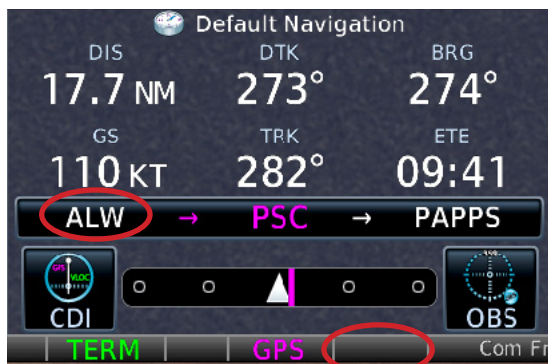 Default Navigation
DIS DTK BRG
17.7 NM 273° 274°
GS TRK ETE
110 KT 282° 09:41
ALW → PSC → PAPPS
GPS
VLOC
CDI OBS
TERM GPS Com Fr